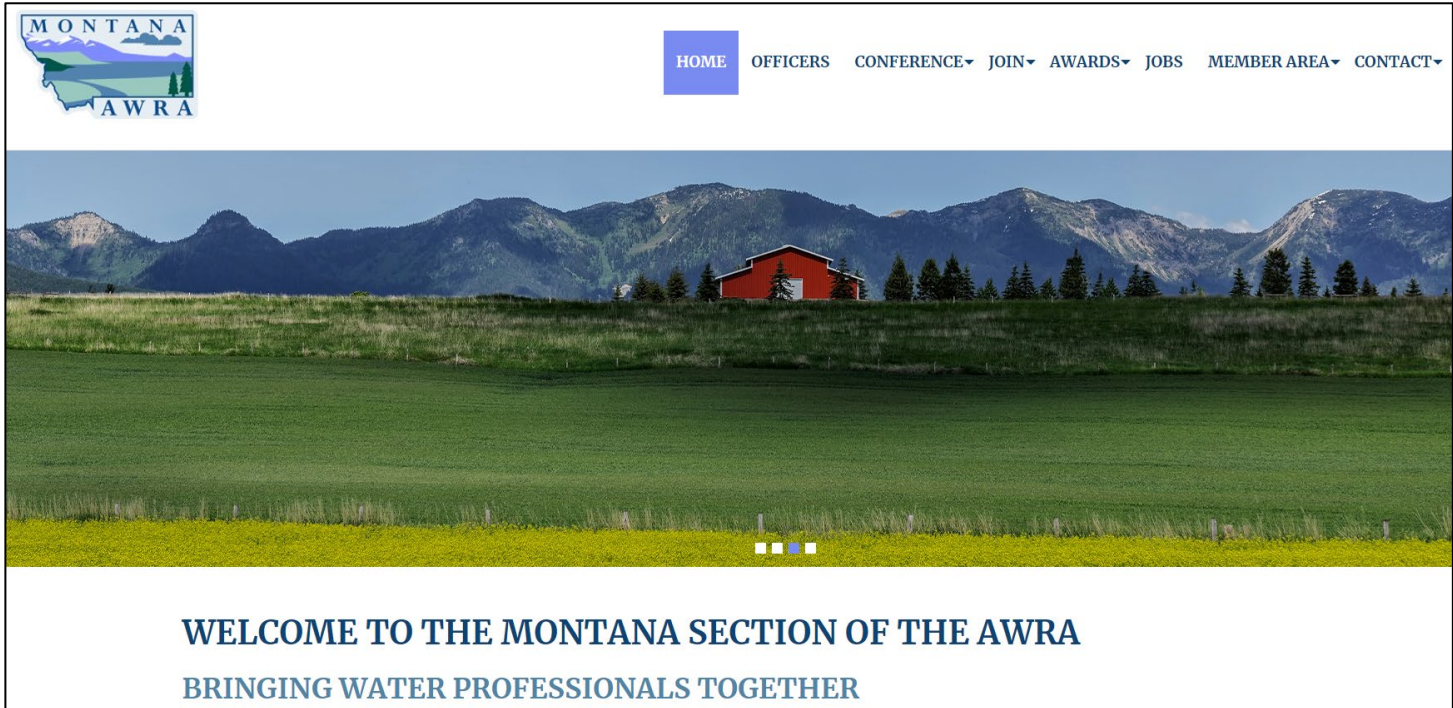 MONTANA
AWRA
HOME OFFICERS CONFERENCE JOIN AWARDS JOBS MEMBER AREA CONTACT
WELCOME TO THE MONTANA SECTION OF THE AWRA
BRINGING WATER PROFESSIONALS TOGETHER